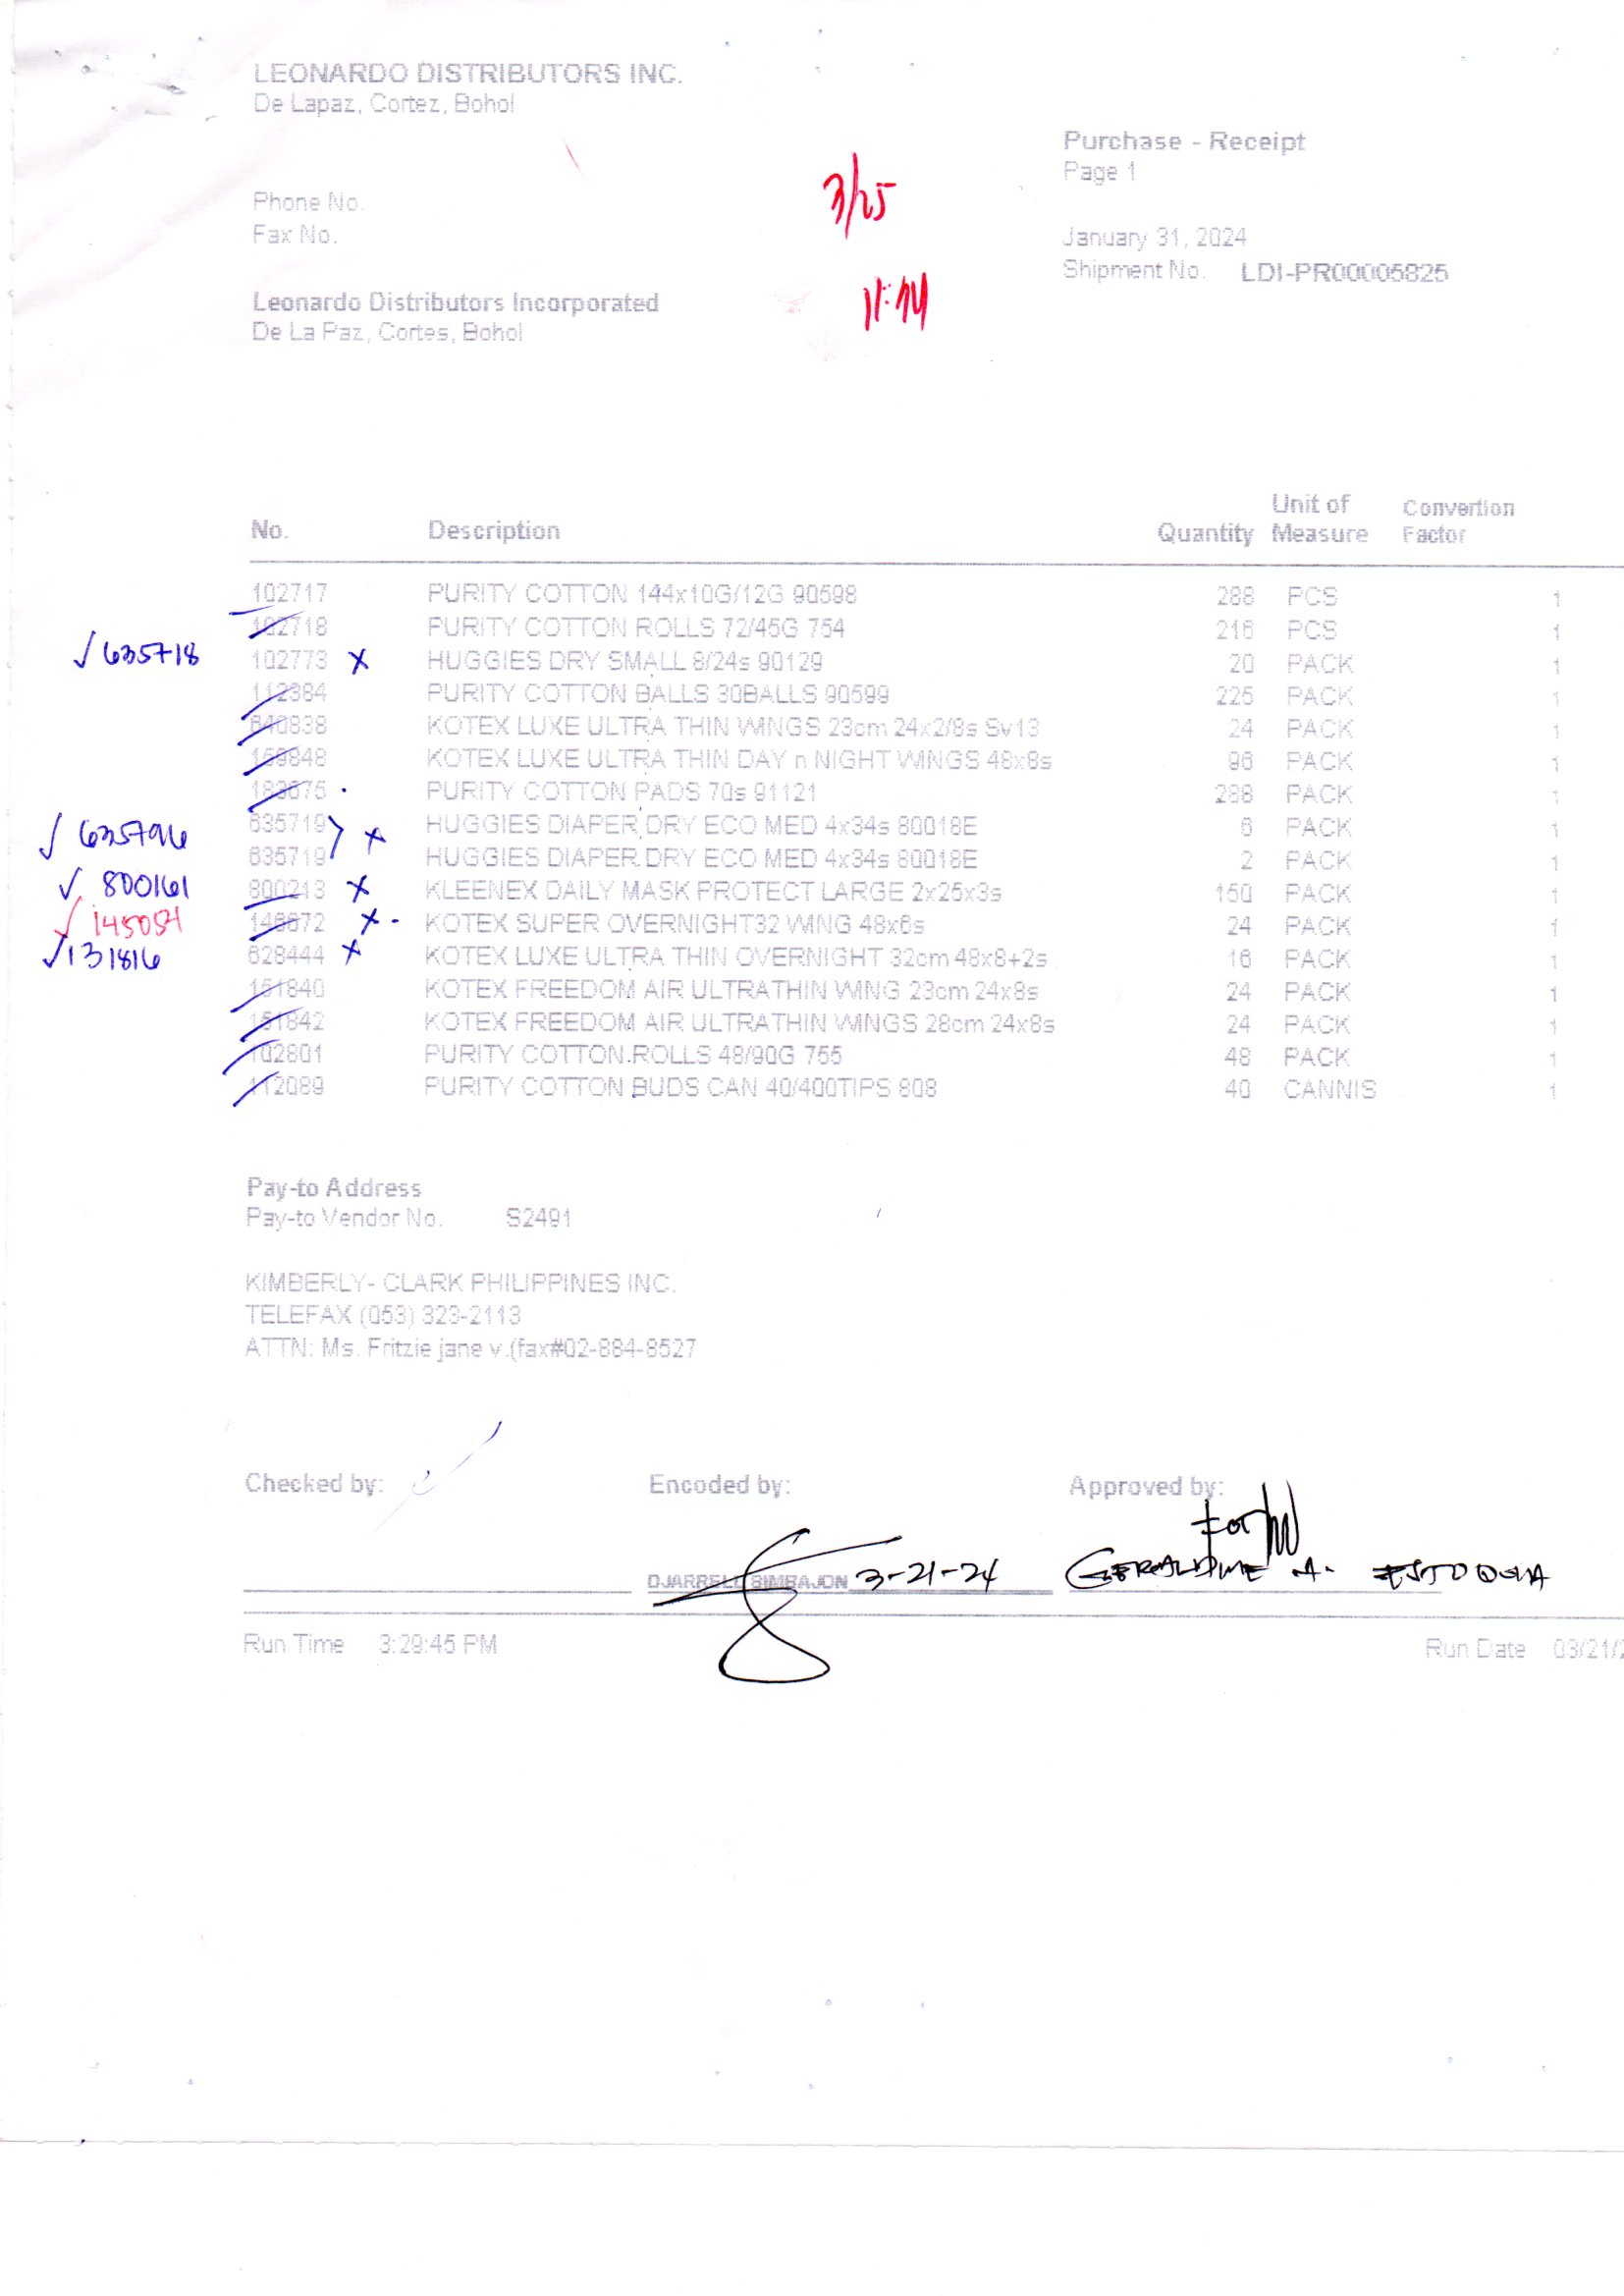 LEONARDO DISTRIBUTORS INC.
De Lapaz, Cortez, Bohol
Purchase - Receipt
Page 1
3/25
Phone No.
Fax No.
January 31, 2024
Shipment No. LDI-PR00005825
Leonardo Distributors Incorporated
De La Paz, Cortes, Bohol
No. Description Quantity Unit of Measure Convertion Factor
102717 PURITY COTTON 144x10G/12G 90598 288 PCS 1
102718 PURITY COTTON ROLLS 72/45G 754 216 PCS 1
√ 635718 102773 x HUGGIES DRY SMALL 8/24s 90129 20 PACK 1
112384 PURITY COTTON BALLS 30BALLS 90599 225 PACK 1
640838 KOTEX LUXE ULTRA THIN WINGS 23cm 24x2/8s Sv13 24 PACK 1
159848 KOTEX LUXE ULTRA THIN DAY n NIGHT WINGS 48x8s 96 PACK 1
183675 PURITY COTTON PADS 70s 91121 288 PACK 1
√ 635796 635719 x HUGGIES DIAPER DRY ECO MED 4x34s 80018E 6 PACK 1
635719 HUGGIES DIAPER DRY ECO MED 4x34s 80018E 2 PACK 1
√ 800161 800213 x KLEENEX DAILY MASK PROTECT LARGE 2x25x3s 150 PACK 1
√ 145054 x KOTEX SUPER OVERNIGHT32 WING 48x6s 24 PACK 1
√ 131816 628444 x KOTEX LUXE ULTRA THIN OVERNIGHT 32cm 48x8+2s 16 PACK 1
151840 KOTEX FREEDOM AIR ULTRATHIN WING 23cm 24x8s 24 PACK 1
151842 KOTEX FREEDOM AIR ULTRATHIN WINGS 28cm 24x8s 24 PACK 1
102801 PURITY COTTON ROLLS 48/90G 755 48 PACK 1
112089 PURITY COTTON BUDS CAN 40/400TIPS 808 40 CANNIS 1
Pay-to Address
Pay-to Vendor No. S2491
KIMBERLY- CLARK PHILIPPINES INC.
TELEFAX (053) 323-2113
ATTN: Ms. Fritzie jane v.(fax#02-884-8527
Checked by: Encoded by: Approved by:
DJARRELL SIMBAJON 3-21-24 GERALDINE A.
Run Time 3:29:45 PM Run Date 03/21/2